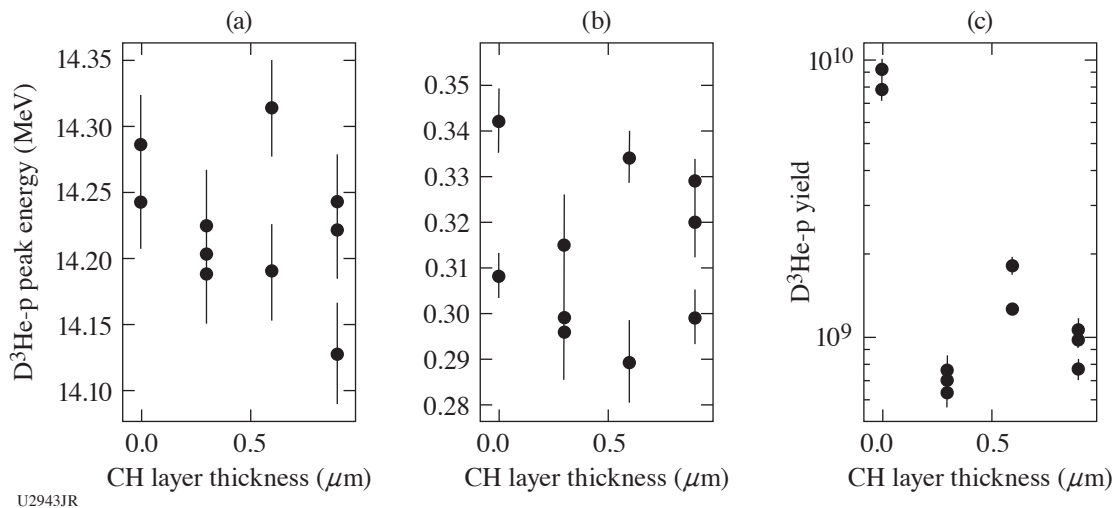 (a)
(b)
(c)
D³He-p peak energy (MeV)
14.35
14.30
14.25
14.20
14.15
14.10
0.0
0.5
CH layer thickness (μm)
0.35
0.34
0.33
0.32
0.31
0.30
0.29
0.28
0.0
0.5
CH layer thickness (μm)
D³He-p yield
10¹⁰
10⁹
0.0
0.5
CH layer thickness (μm)
U2943JR